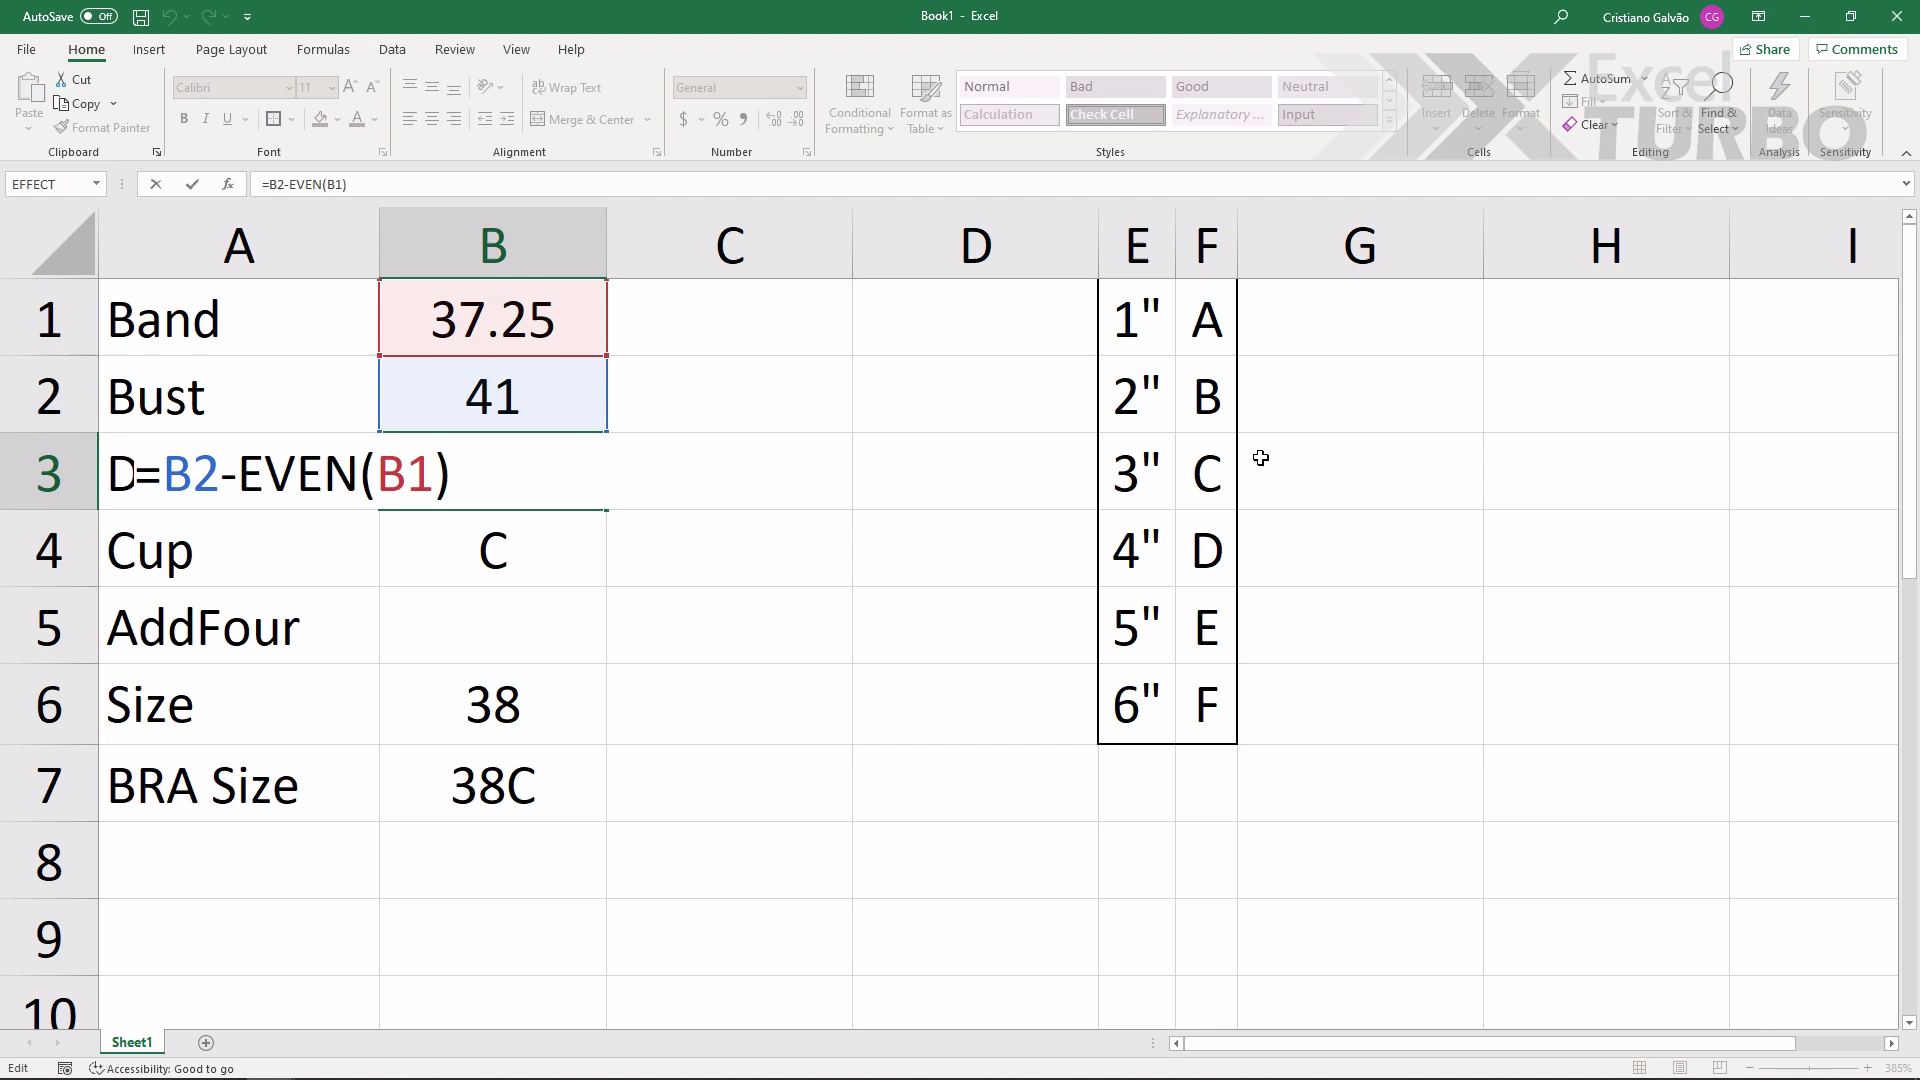 AutoSave Off
Book1 - Excel
Cristiano Galvão CG
File Home Insert Page Layout Formulas Data Review View Help
Share Comments
Paste
Cut
Copy
Format Painter
Clipboard
Calibri 11
B I U
Font
Wrap Text
Merge & Center
Alignment
General
$ %
Number
Conditional
Formatting
Format as
Table
Normal Bad Good Neutral
Calculation Check Cell Explanatory ... Input
Styles
Insert Delete Format
Cells
AutoSum
Fill
Clear
Sort &
Filter
Find &
Select
Editing
Data
Ideas
Analysis
Sensitivity
Sensitivity
Excel
TURBO
EFFECT
fx
=B2-EVEN(B1)
A B C D E F G H I
1 Band 37.25 1" A
2 Bust 41 2" B
3 D=B2-EVEN(B1) 3" C
4 Cup C 4" D
5 AddFour 5" E
6 Size 38 6" F
7 BRA Size 38C
8
9
10
Sheet1
Edit
Accessibility: Good to go
385%